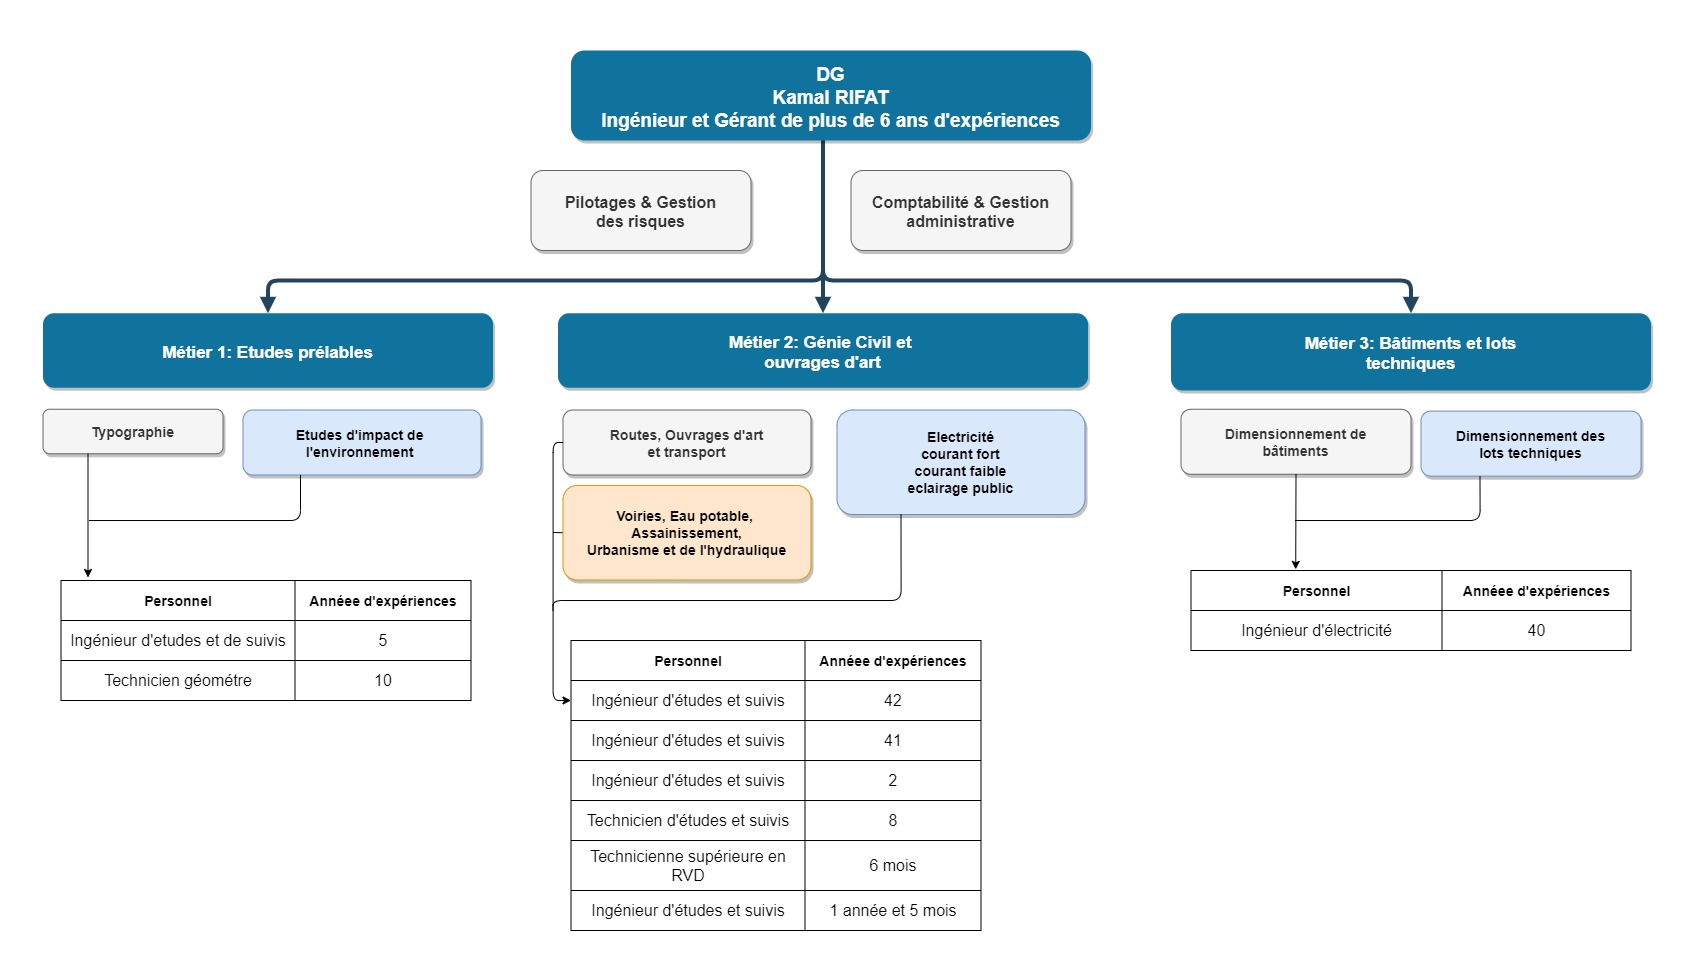 DG
Kamal RIFAT
Ingénieur et Gérant de plus de 6 ans d'expériences
Pilotages & Gestion
des risques
Comptabilité & Gestion
administrative
Métier 1: Etudes prélables
Métier 2: Génie Civil et
ouvrages d'art
Métier 3: Bâtiments et lots
techniques
Typographie
Etudes d'impact de
l'environnement
Routes, Ouvrages d'art
et transport
Electricité
courant fort
courant faible
eclairage public
Voiries, Eau potable,
Assainissement,
Urbanisme et de l'hydraulique
Dimensionnement de
bâtiments
Dimensionnement des
lots techniques
Personnel Annéee d'expériences
Ingénieur d'etudes et de suivis 5
Technicien géométre 10
Personnel Annéee d'expériences
Ingénieur d'études et suivis 42
Ingénieur d'études et suivis 41
Ingénieur d'études et suivis 2
Technicien d'études et suivis 8
Technicienne supérieure en
RVD 6 mois
Ingénieur d'études et suivis 1 année et 5 mois
Personnel Annéee d'expériences
Ingénieur d'électricité 40